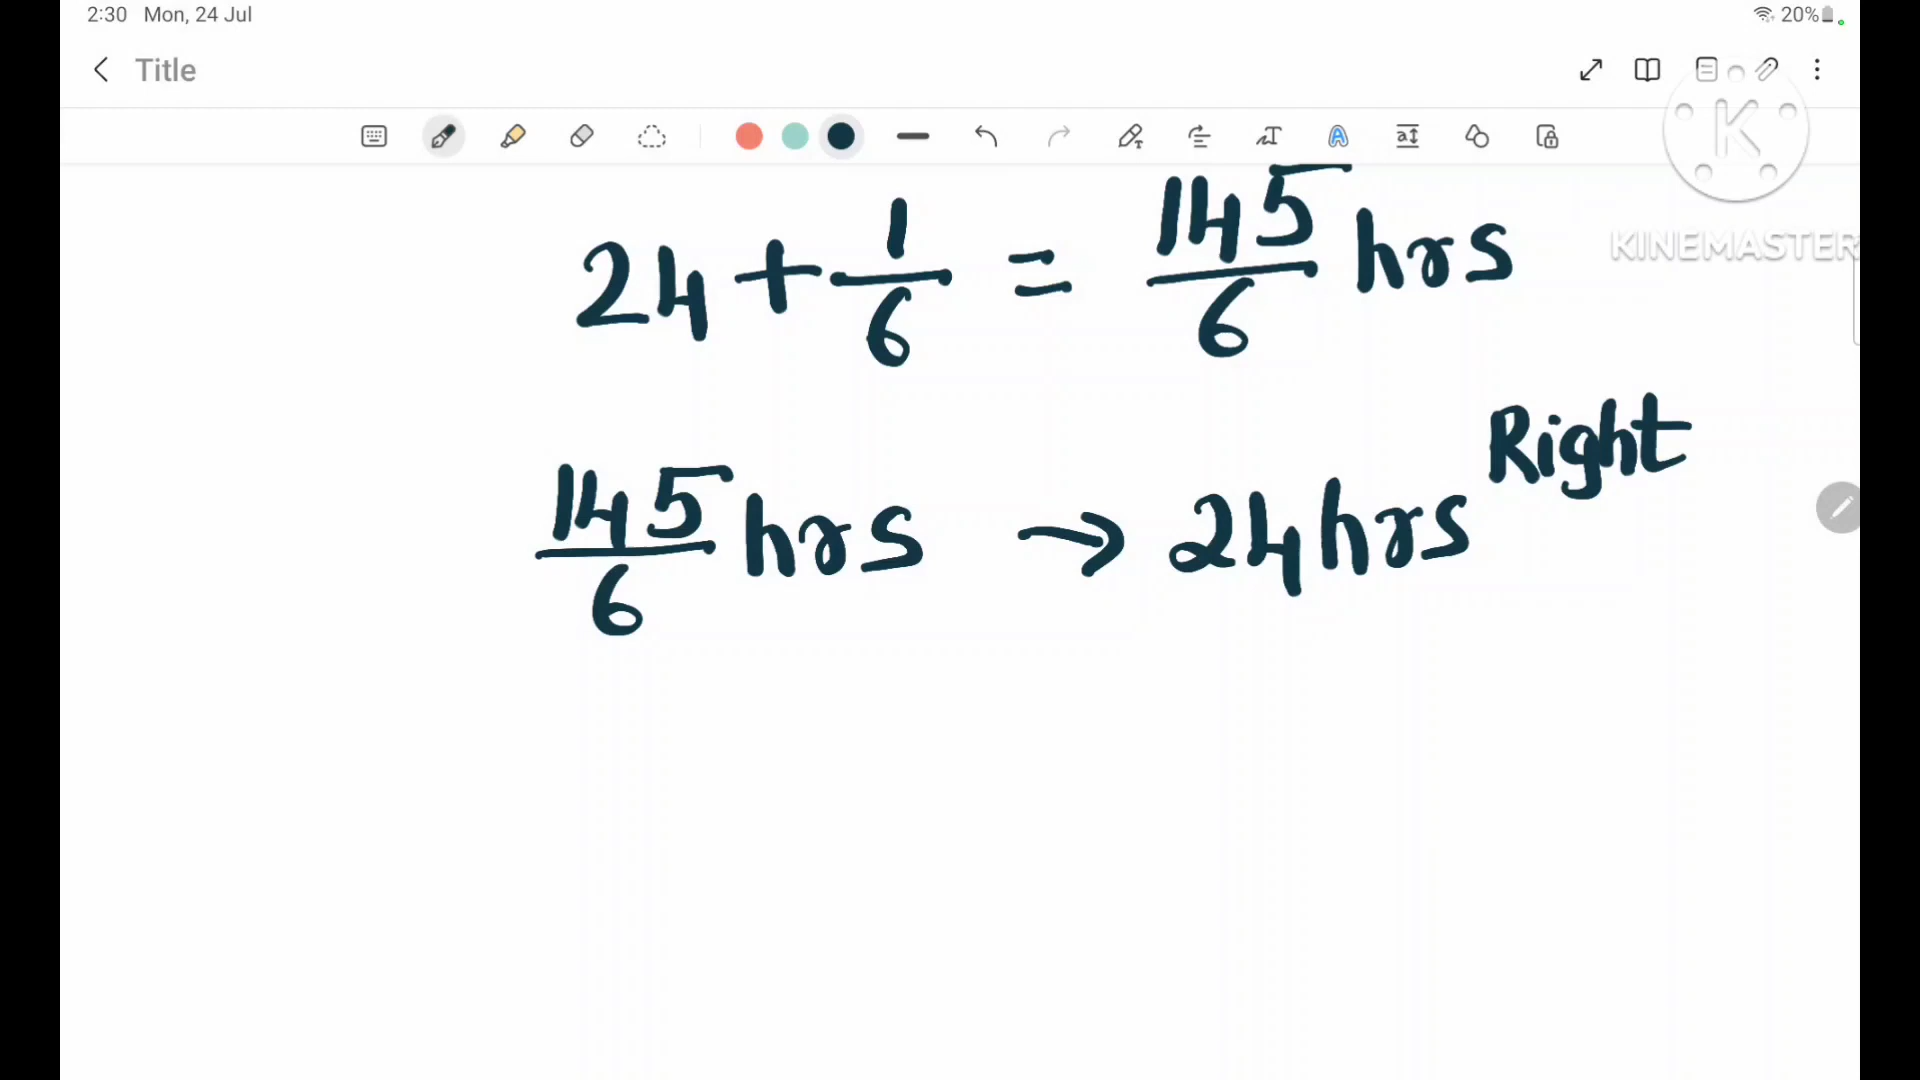 2:30 Mon, 24 Jul 20%
Title
K
KINEMASTER
24 + 1/6 = 145/6 hrs
Right
145/6 hrs → 24 hrs